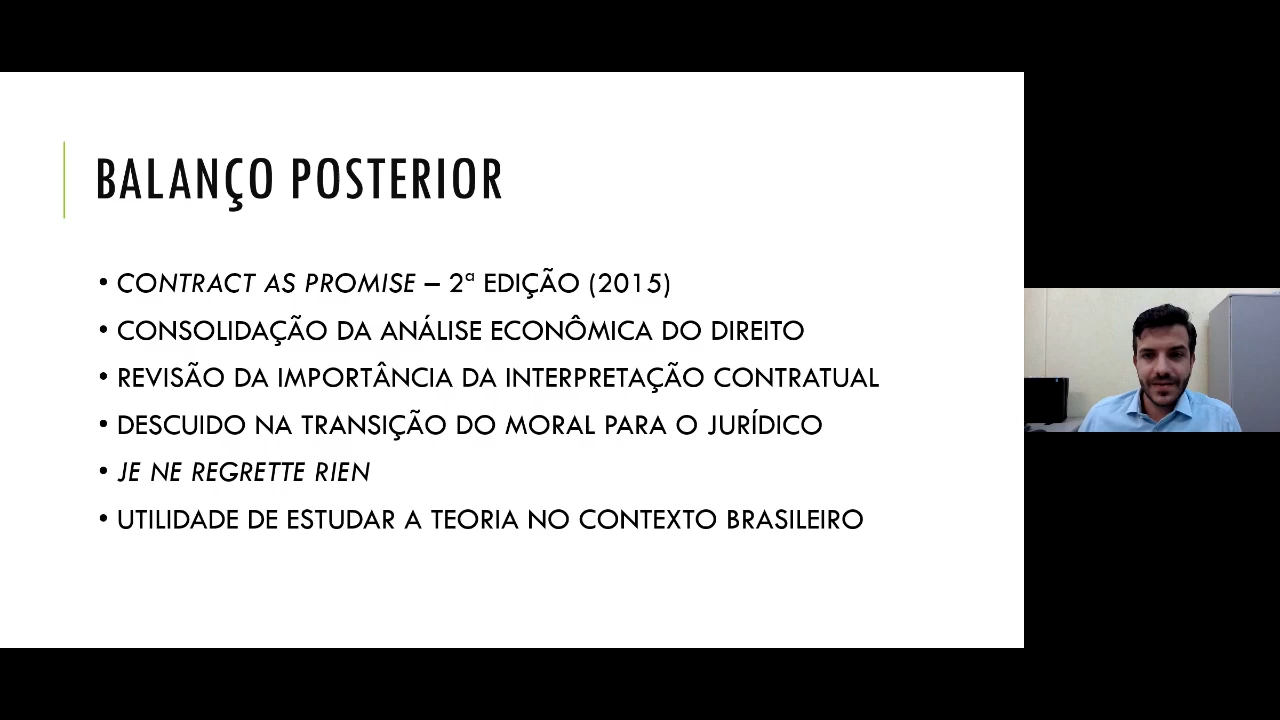 BALANÇO POSTERIOR
• CONTRACT AS PROMISE – 2ª EDIÇÃO (2015)
• CONSOLIDAÇÃO DA ANÁLISE ECONÔMICA DO DIREITO
• REVISÃO DA IMPORTÂNCIA DA INTERPRETAÇÃO CONTRATUAL
• DESCUIDO NA TRANSIÇÃO DO MORAL PARA O JURÍDICO
• JE NE REGRETTE RIEN
• UTILIDADE DE ESTUDAR A TEORIA NO CONTEXTO BRASILEIRO